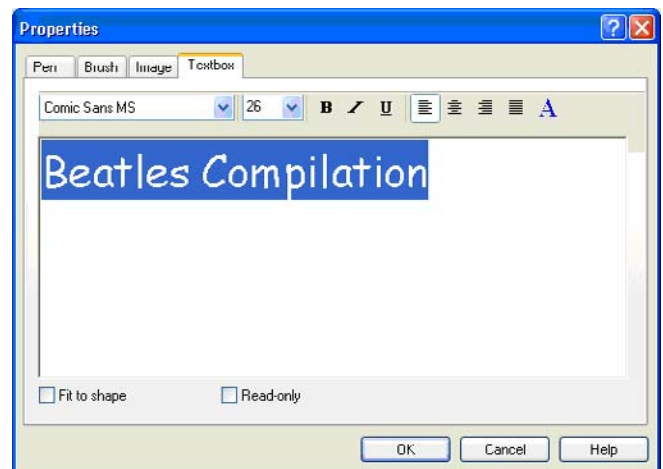 Properties
Pen Brush Image Textbox
Comic Sans MS 26 B I U A
Beatles Compilation
Fit to shape Read-only
OK Cancel Help